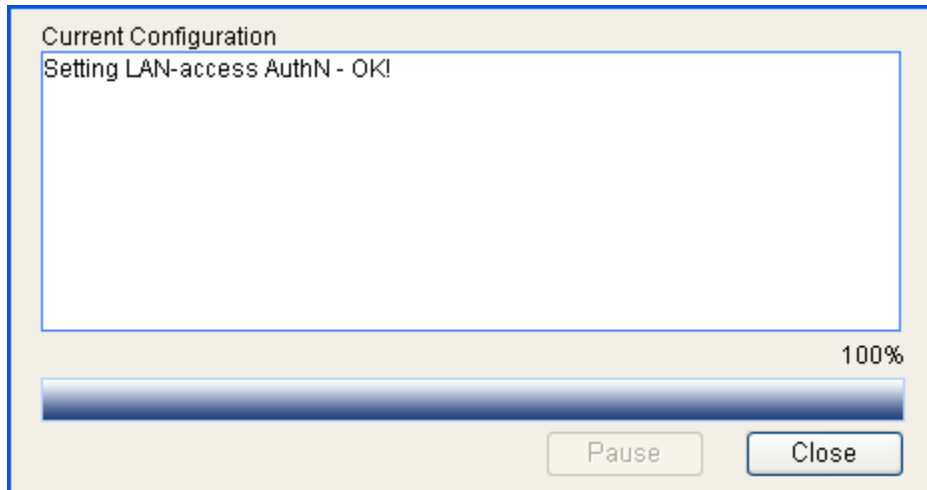 Current Configuration
Setting LAN-access AuthN - OK!
100%
Pause
Close